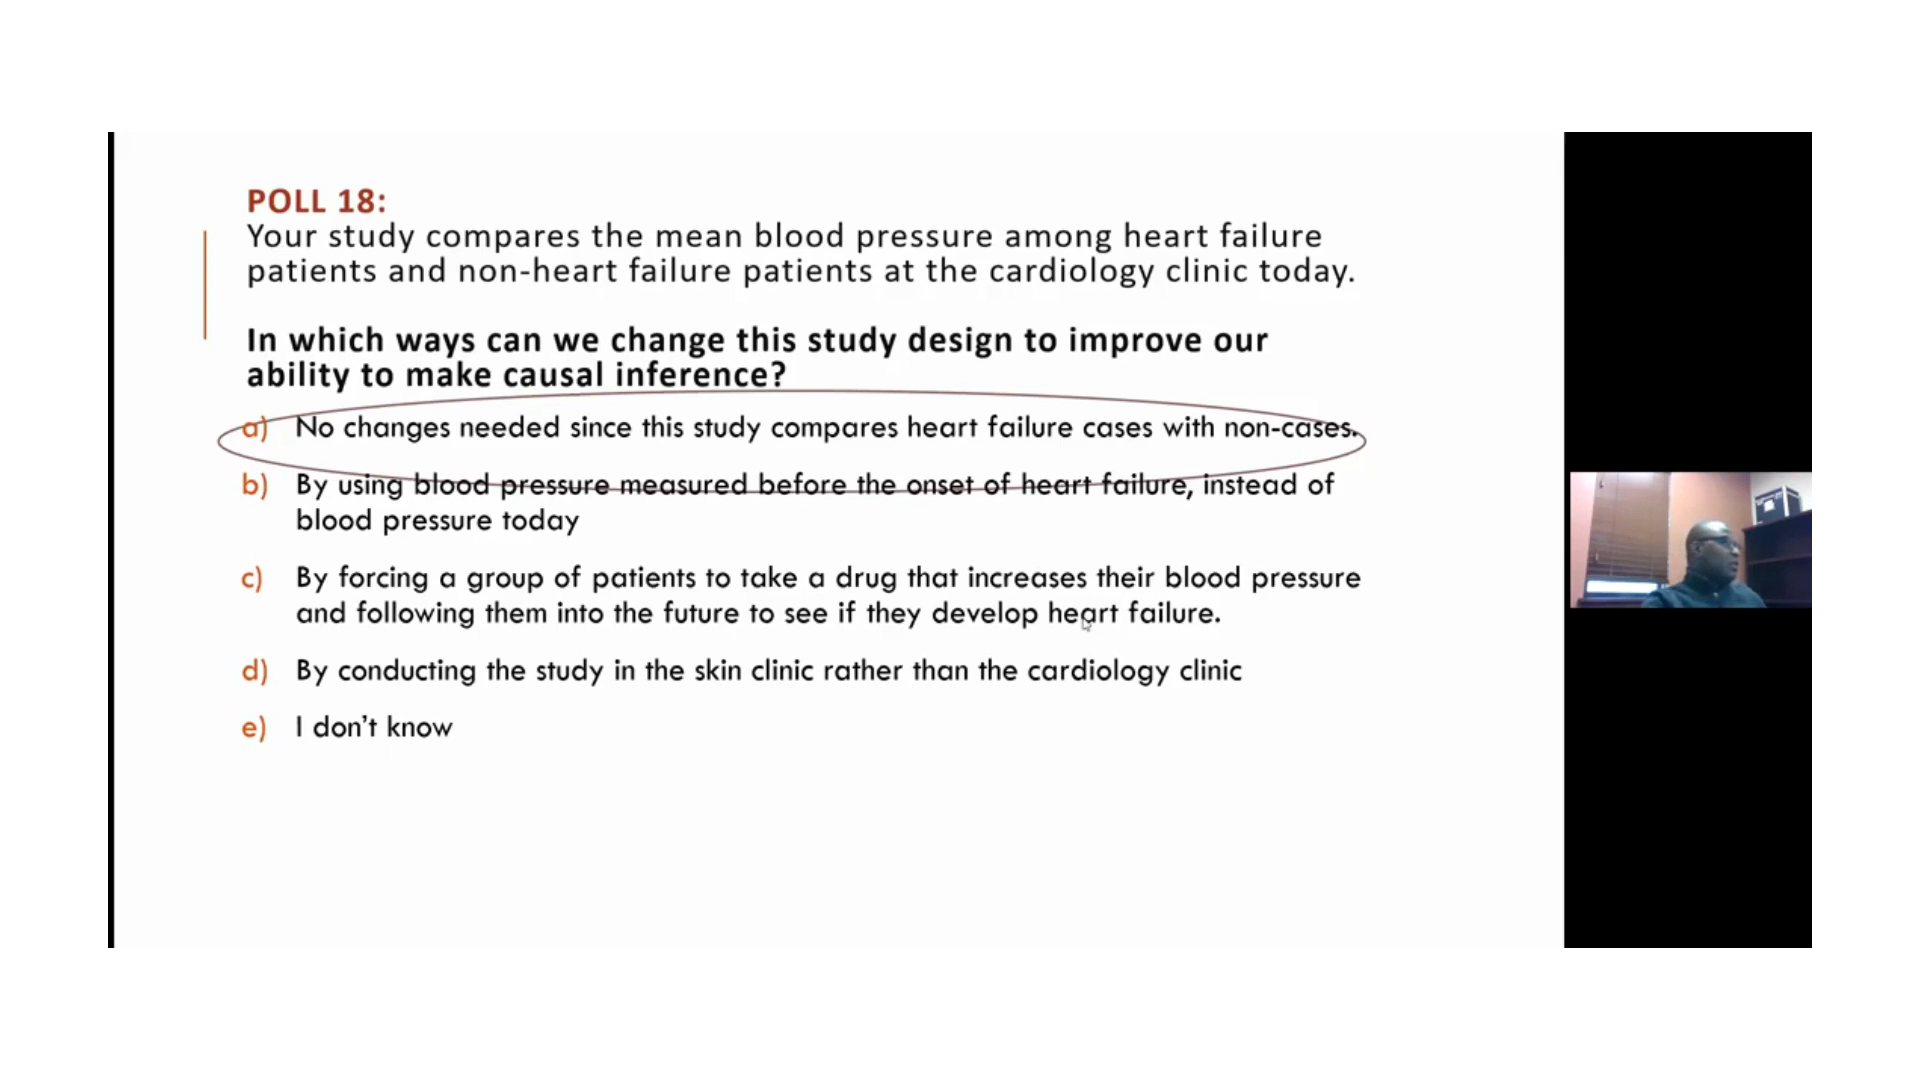 POLL 18:
Your study compares the mean blood pressure among heart failure
patients and non-heart failure patients at the cardiology clinic today.
In which ways can we change this study design to improve our
ability to make causal inference?
a) No changes needed since this study compares heart failure cases with non-cases.
b) By using blood pressure measured before the onset of heart failure, instead of
blood pressure today
c) By forcing a group of patients to take a drug that increases their blood pressure
and following them into the future to see if they develop heart failure.
d) By conducting the study in the skin clinic rather than the cardiology clinic
e) I don't know